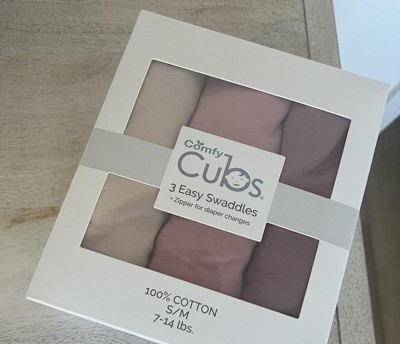 Comfy
Cubs®
3 Easy Swaddles
+ Zipper for diaper changes
100% COTTON
S/M
7-14 lbs.